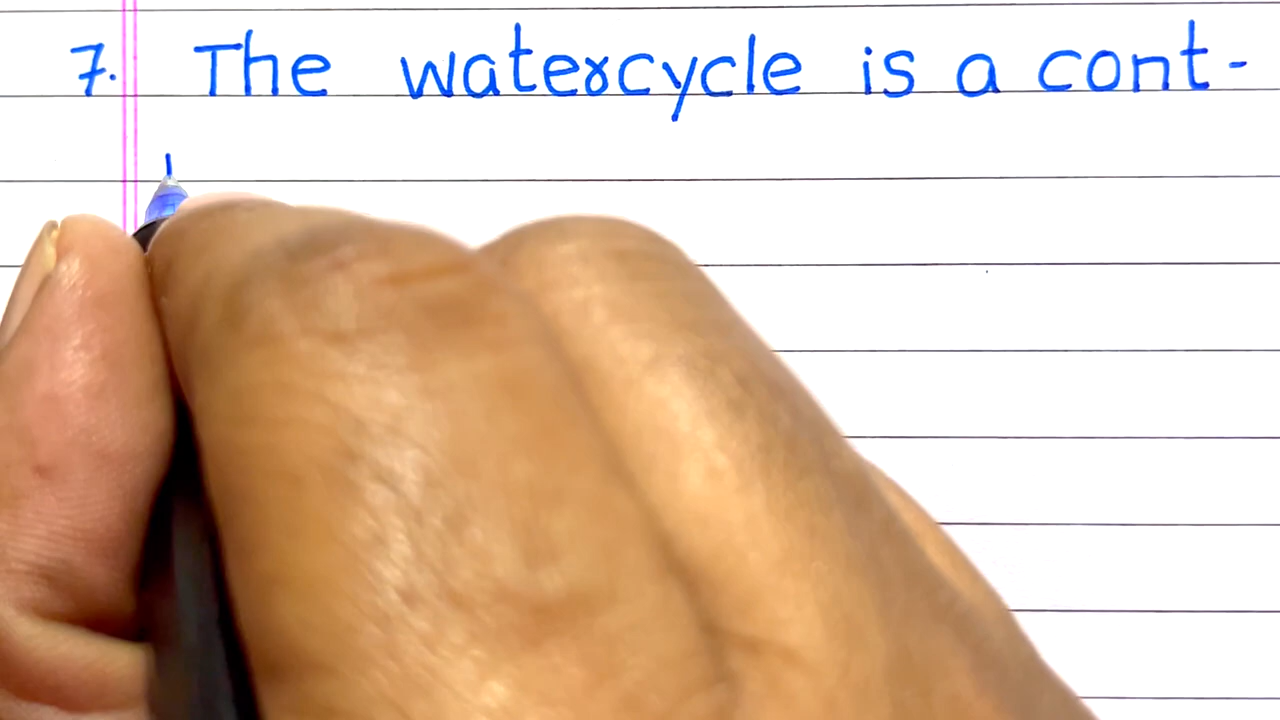 7. The watercycle is a cont-